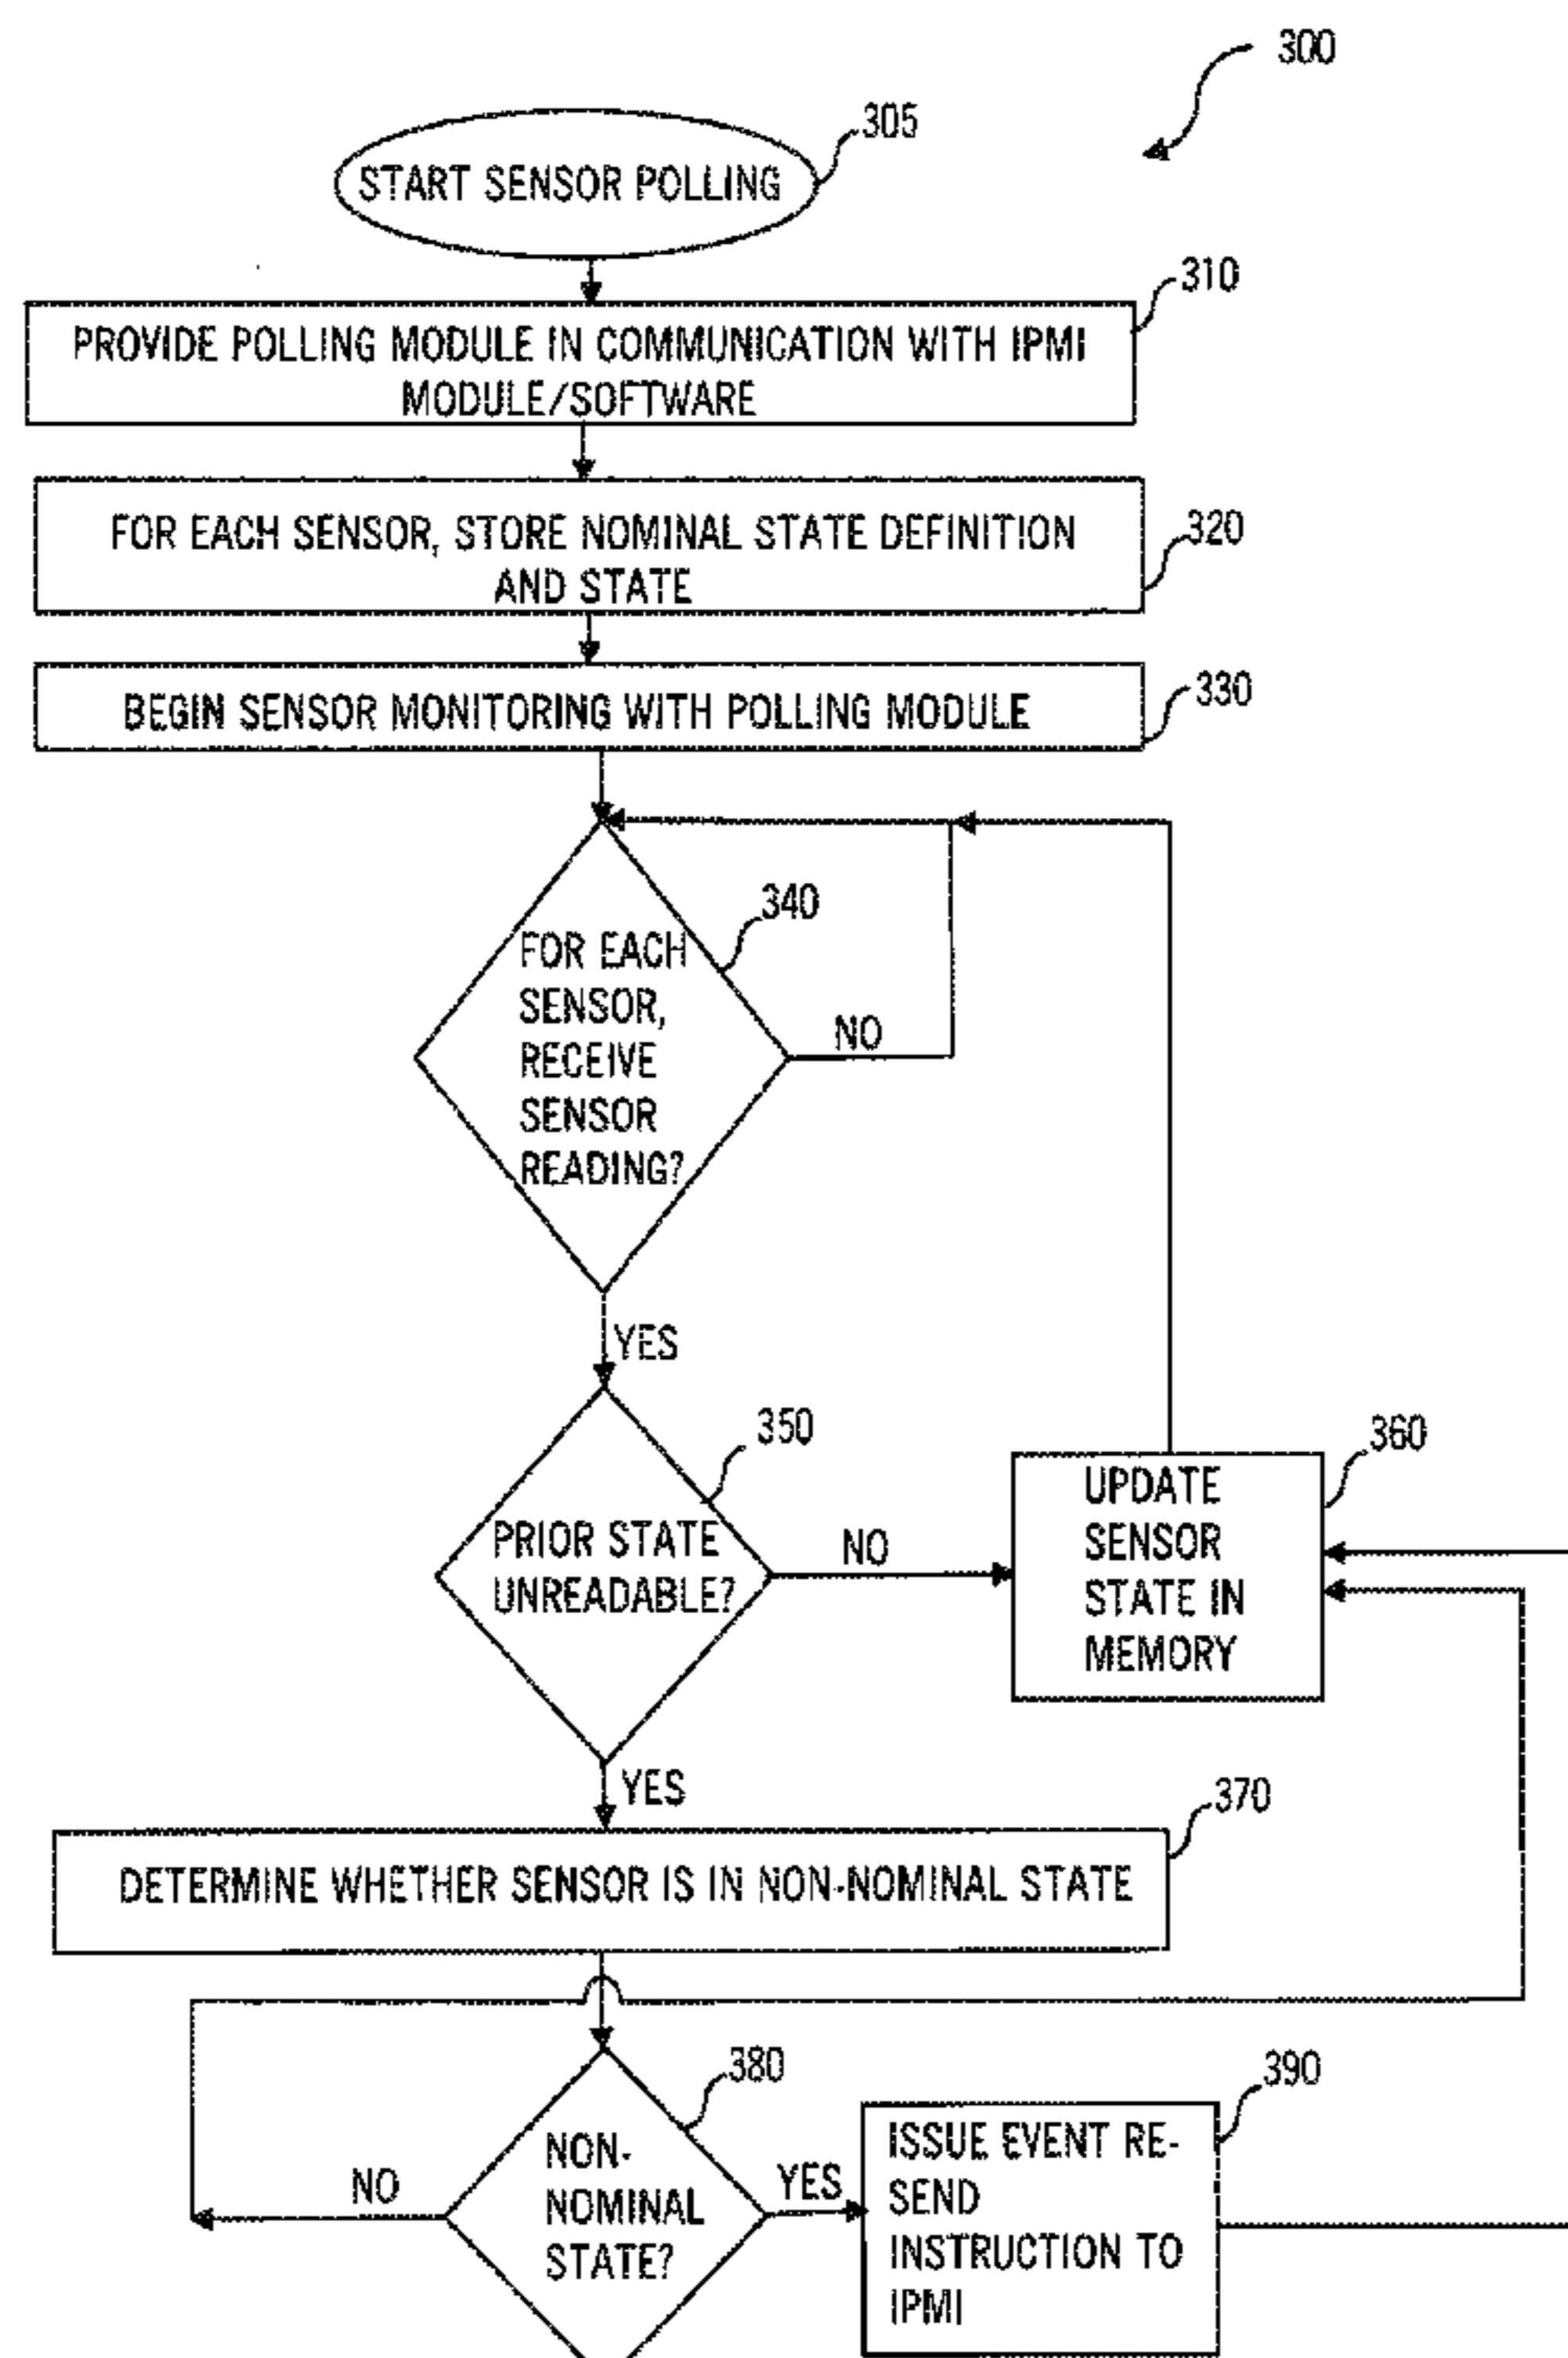 300
305
START SENSOR POLLING
310
PROVIDE POLLING MODULE IN COMMUNICATION WITH IPMI
MODULE/SOFTWARE
320
FOR EACH SENSOR, STORE NOMINAL STATE DEFINITION
AND STATE
330
BEGIN SENSOR MONITORING WITH POLLING MODULE
340
FOR EACH
SENSOR,
RECEIVE
SENSOR
READING?
NO
YES
350
PRIOR STATE
UNREADABLE?
NO
360
UPDATE
SENSOR
STATE IN
MEMORY
YES
370
DETERMINE WHETHER SENSOR IS IN NON-NOMINAL STATE
380
NON-
NOMINAL
STATE?
NO
YES
390
ISSUE EVENT RE-
SEND
INSTRUCTION TO
IPMI